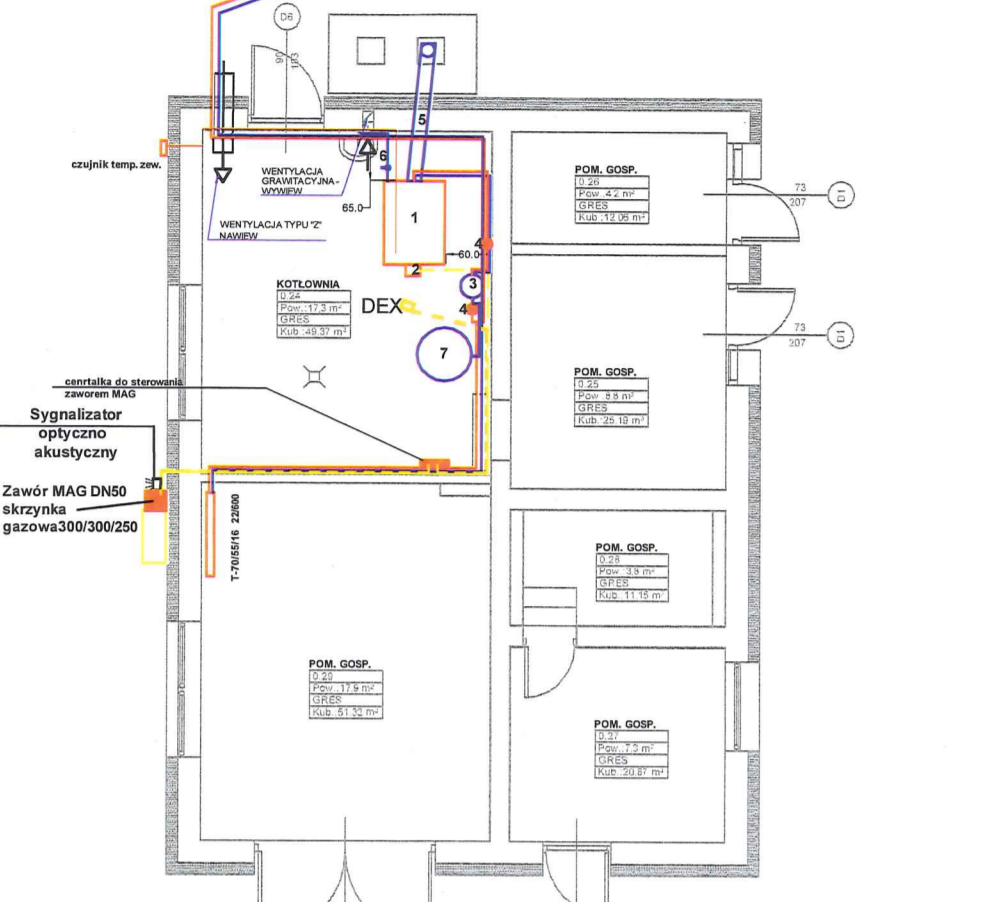 D6
90
193
5
czujnik temp. zew.
WENTYLACJA
GRAWITACYJNA-
WYWIEW
6
65.0
WENTYLACJA TYPU "Z"
NAWIEW
1
4
60.0
2
3
4
DEX
7
KOTŁOWNIA
0.24
Pow.:17,3 m²
GRES
Kub.:49,37 m³
POM. GOSP.
0.26
Pow.:4,2 m²
GRES
Kub.:12,06 m³
73
207
D1
73
207
D1
POM. GOSP.
0.25
Pow.:8,8 m²
GRES
Kub.:25,19 m³
cenrtalka do sterowania
zaworem MAG
Sygnalizator
optyczno
akustyczny
Zawór MAG DN50
skrzynka
gazowa300/300/250
T-70/55/16 22/600
POM. GOSP.
0.28
Pow.:3,9 m²
GRES
Kub.:11,15 m³
POM. GOSP.
0.29
Pow.:17,9 m²
GRES
Kub.:51,32 m³
POM. GOSP.
0.27
Pow.:7,3 m²
GRES
Kub.:20,87 m³